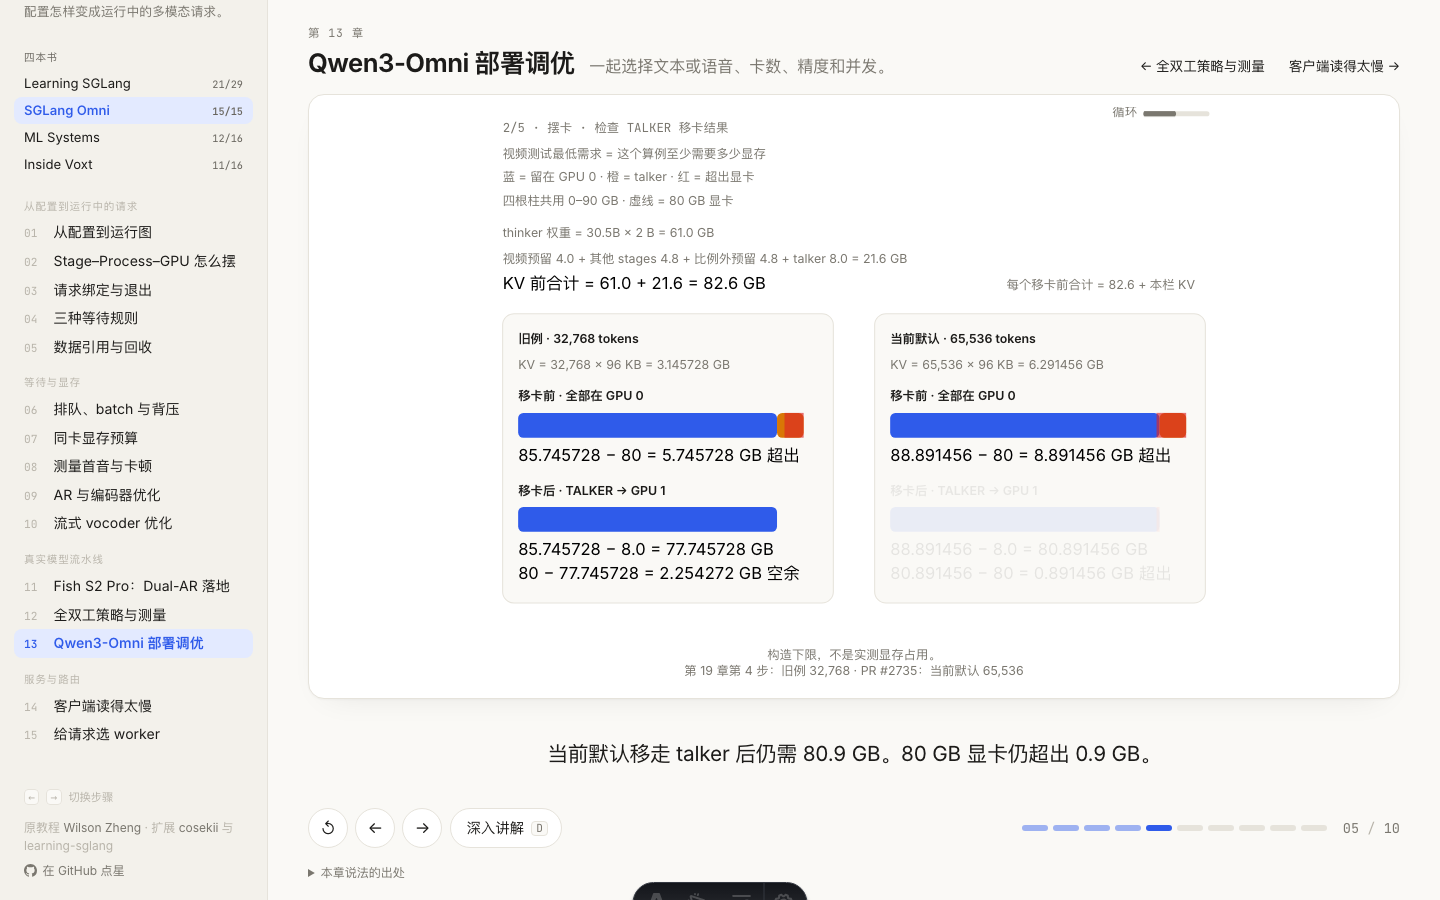 配置怎样变成运行中的多模态请求。
四本书
Learning SGLang 21/29
SGLang Omni 15/15
ML Systems 12/16
Inside Voxt 11/16
从配置到运行中的请求
01 从配置到运行图
02 Stage–Process–GPU 怎么摆
03 请求绑定与退出
04 三种等待规则
05 数据引用与回收
等待与显存
06 排队、batch 与背压
07 同卡显存预算
08 测量首音与卡顿
09 AR 与编码器优化
10 流式 vocoder 优化
真实模型流水线
11 Fish S2 Pro：Dual-AR 落地
12 全双工策略与测量
13 Qwen3-Omni 部署调优
服务与路由
14 客户端读得太慢
15 给请求选 worker
← → 切换步骤
原教程 Wilson Zheng · 扩展 cosekii 与
learning-sglang
在 GitHub 点星
第 13 章
Qwen3-Omni 部署调优 一起选择文本或语音、卡数、精度和并发。
← 全双工策略与测量 客户端读得太慢 →
循环
2/5 · 摆卡 · 检查 TALKER 移卡结果
视频测试最低需求 = 这个算例至少需要多少显存
蓝 = 留在 GPU 0 · 橙 = talker · 红 = 超出显卡
四根柱共用 0–90 GB · 虚线 = 80 GB 显卡
thinker 权重 = 30.5B × 2 B = 61.0 GB
视频预留 4.0 + 其他 stages 4.8 + 比例外预留 4.8 + talker 8.0 = 21.6 GB
KV 前合计 = 61.0 + 21.6 = 82.6 GB
每个移卡前合计 = 82.6 + 本栏 KV
旧例 · 32,768 tokens
KV = 32,768 × 96 KB = 3.145728 GB
移卡前 · 全部在 GPU 0
85.745728 − 80 = 5.745728 GB 超出
移卡后 · TALKER → GPU 1
85.745728 − 8.0 = 77.745728 GB
80 − 77.745728 = 2.254272 GB 空余
当前默认 · 65,536 tokens
KV = 65,536 × 96 KB = 6.291456 GB
移卡前 · 全部在 GPU 0
88.891456 − 80 = 8.891456 GB 超出
移卡后 · TALKER → GPU 1
88.891456 − 8.0 = 80.891456 GB
80.891456 − 80 = 0.891456 GB 超出
构造下限，不是实测显存占用。
第 19 章第 4 步：旧例 32,768 · PR #2735：当前默认 65,536
当前默认移走 talker 后仍需 80.9 GB。80 GB 显卡仍超出 0.9 GB。
← → 深入讲解 D
05 / 10
▶ 本章说法的出处